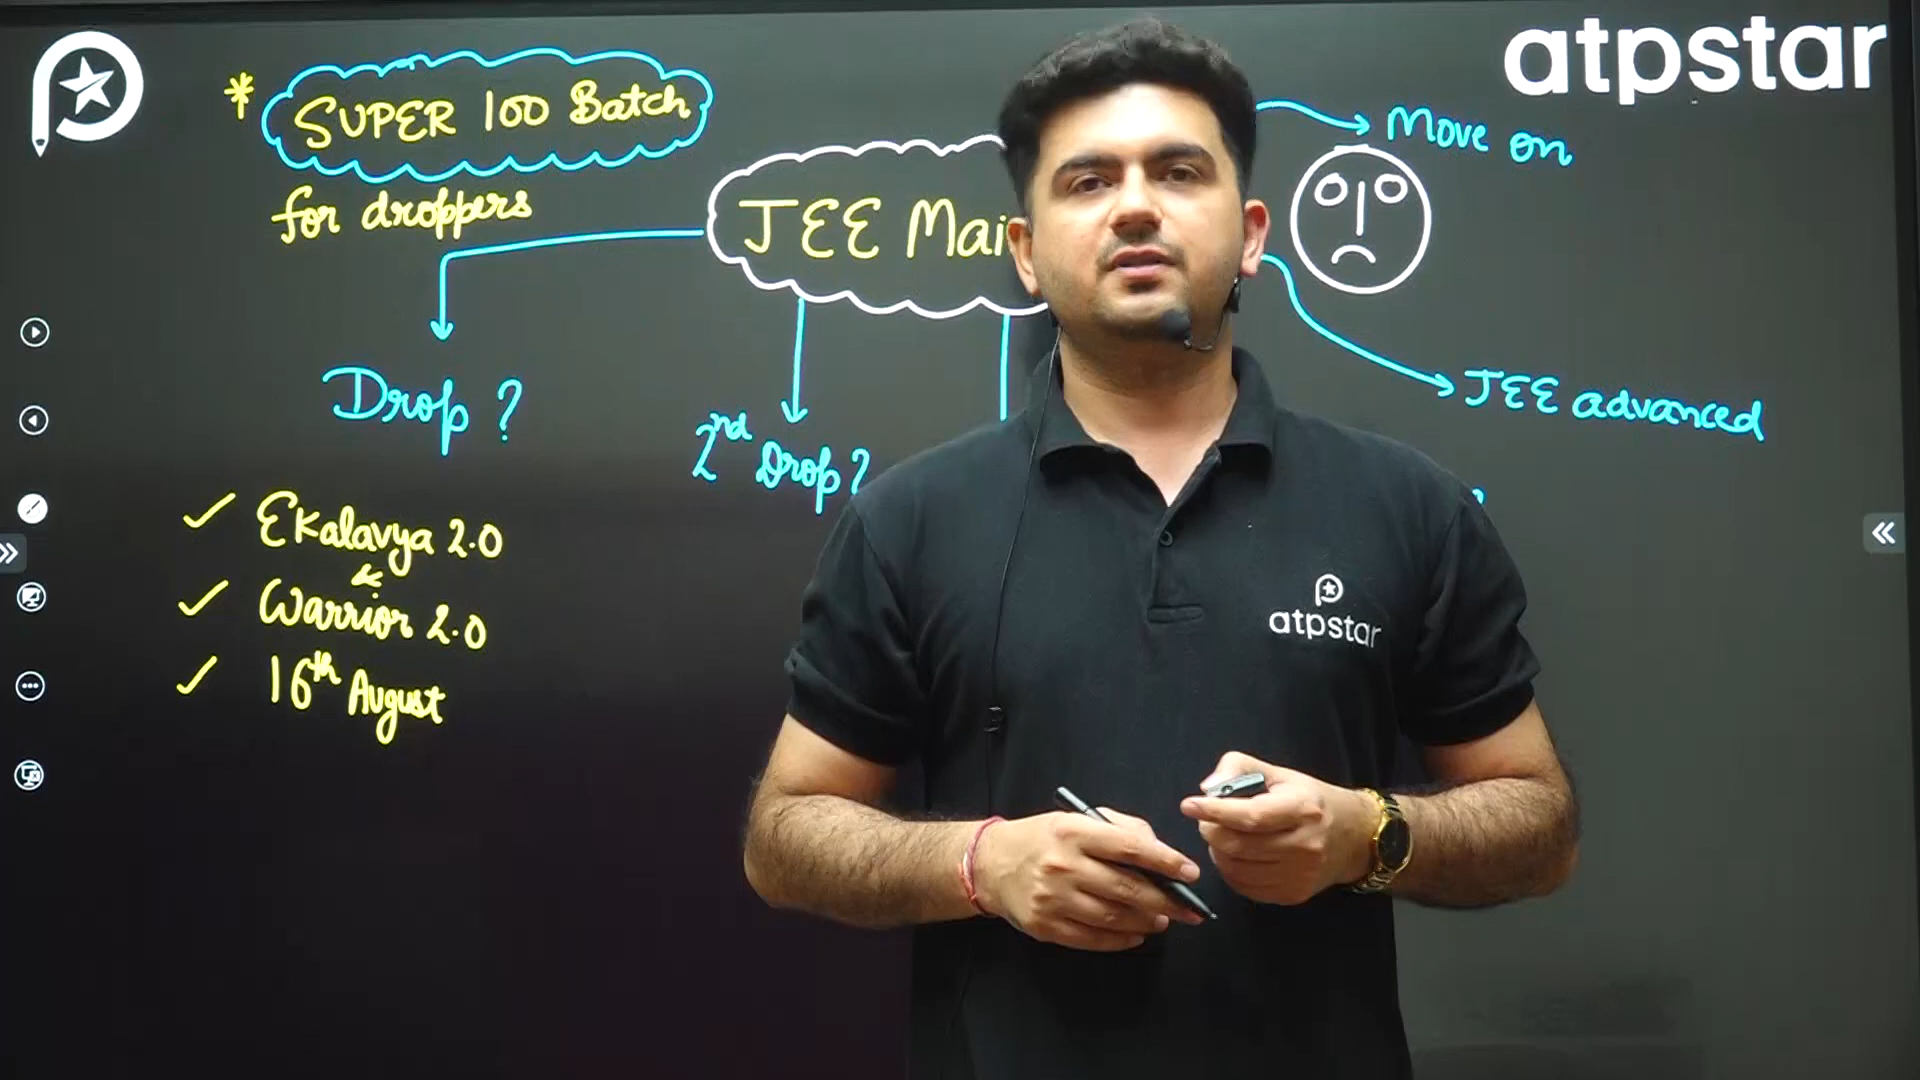 atpstar
* SUPER 100 Batch
for droppers
Move on
JEE Mai
Drop ?
2nd Drop ?
JEE advanced
✓ Ekalavya 2.0
&
✓ Warrior 2.0
✓ 16th August
atpstar